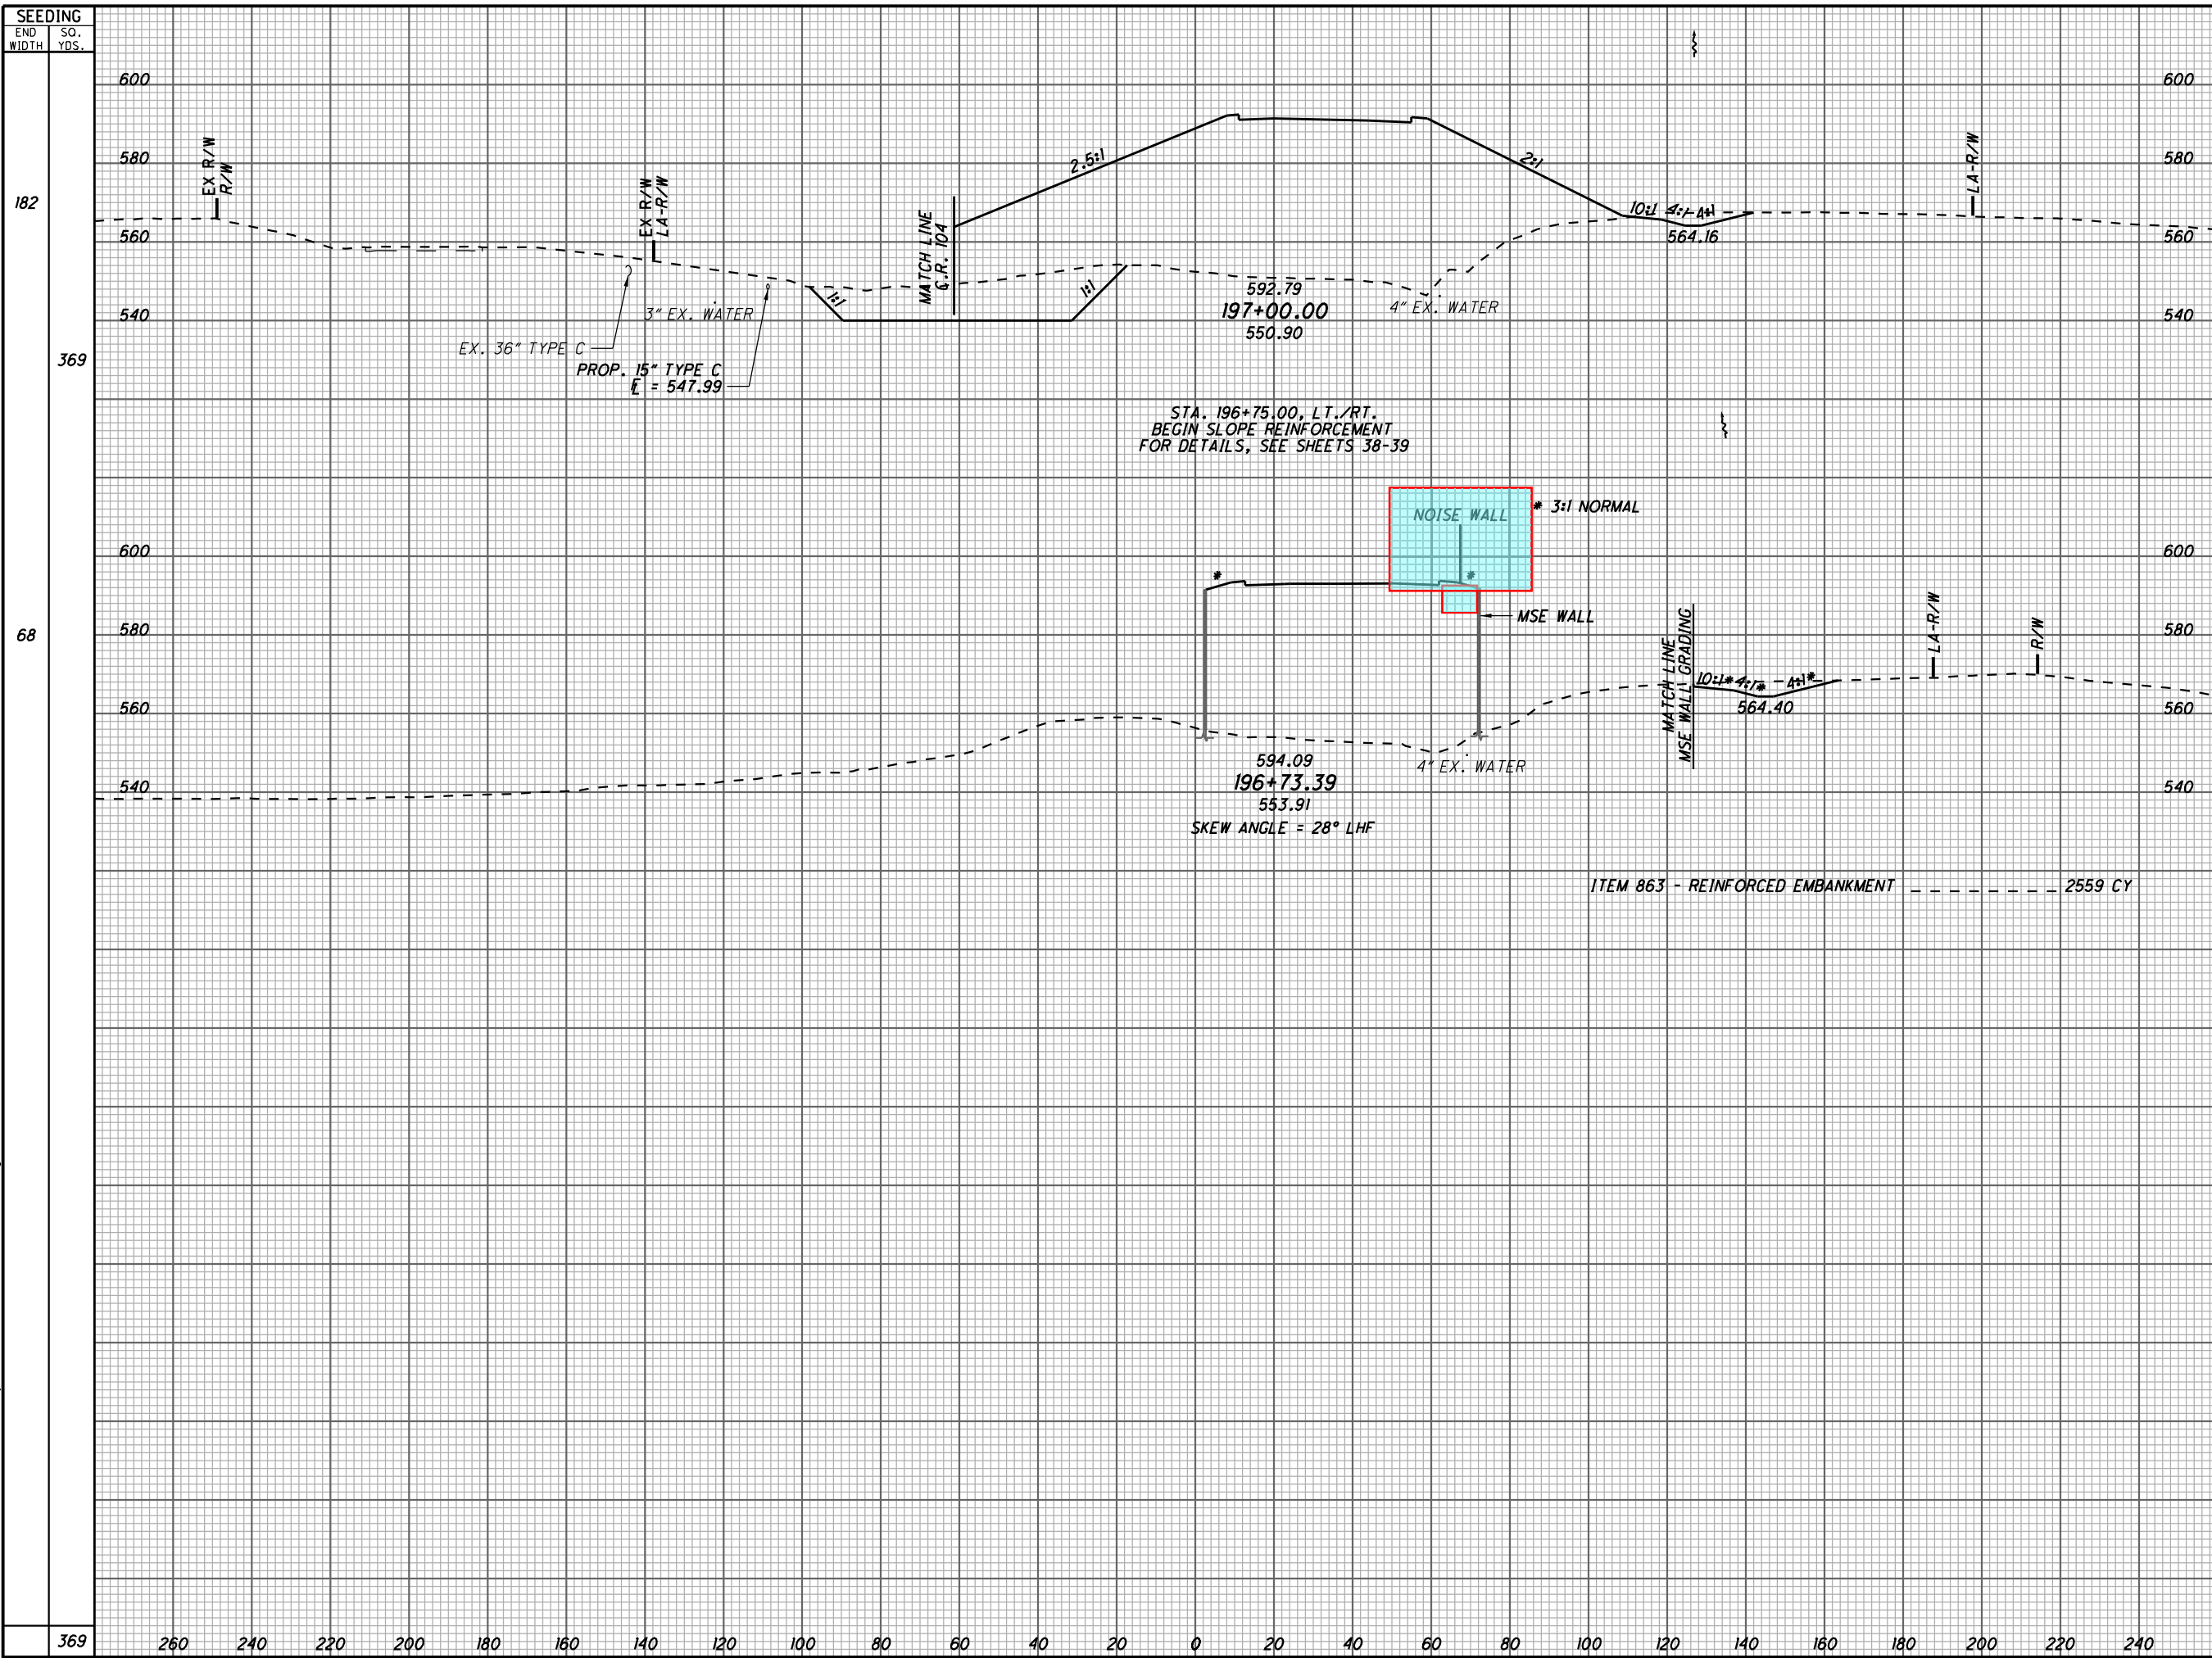 SEEDING
END WIDTH
SQ. YDS.
182
369
68
369
600
600
580
580
560
560
540
540
EX R/W
R/W
EX R/W
LA-R/W
MATCH LINE
G.R. 104
2.5:1
2:1
10:1 4:1 4:1
564.16
LA-R/W
1:1
1:1
3" EX. WATER
EX. 36" TYPE C
PROP. 15" TYPE C
= 547.99
592.79
197+00.00
550.90
4" EX. WATER
STA. 196+75.00, LT./RT.
BEGIN SLOPE REINFORCEMENT
FOR DETAILS, SEE SHEETS 38-39
NOISE WALL
* 3:1 NORMAL
600
600
*
*
MSE WALL
580
580
MATCH LINE
MSE WALL GRADING
10:1* 4:1* 4:1*
564.40
LA-R/W
R/W
560
560
540
540
594.09
196+73.39
553.91
4" EX. WATER
SKEW ANGLE = 28° LHF
ITEM 863 - REINFORCED EMBANKMENT 2559 CY
260 240 220 200 180 160 140 120 100 80 60 40 20 0 20 40 60 80 100 120 140 160 180 200 220 240